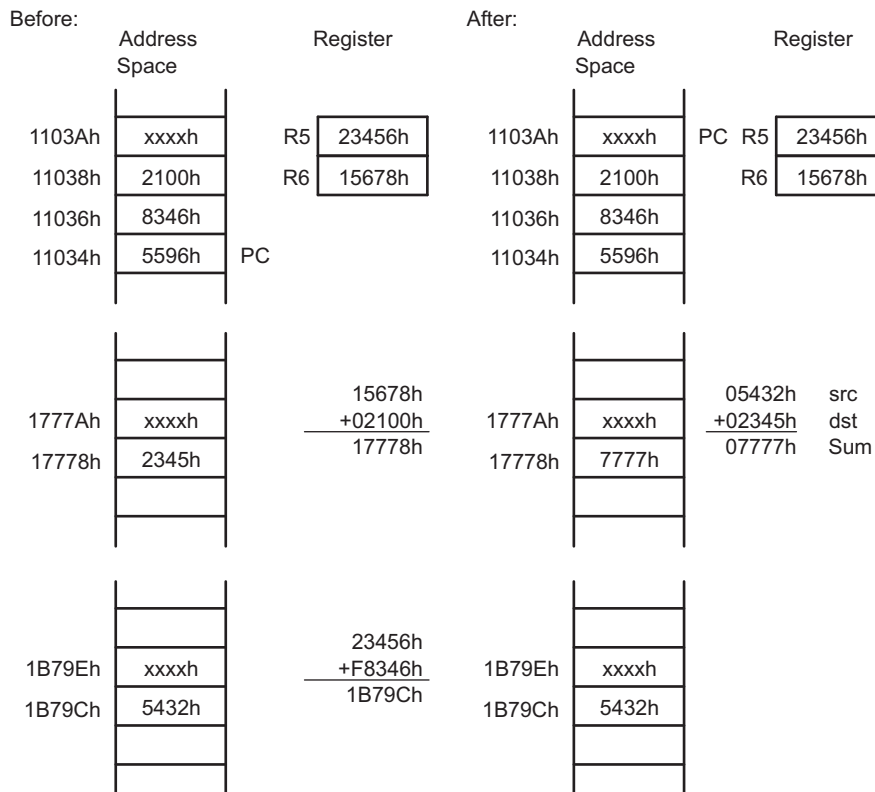 Before:
After:
Address Space
Register
Address Space
Register
1103Ah xxxxh R5 23456h
1103Ah xxxxh PC R5 23456h
11038h 2100h R6 15678h
11038h 2100h R6 15678h
11036h 8346h
11036h 8346h
11034h 5596h PC
11034h 5596h
15678h
05432h src
1777Ah xxxxh +02100h
1777Ah xxxxh +02345h dst
17778h 2345h 17778h
17778h 7777h 07777h Sum
23456h
1B79Eh xxxxh +F8346h
1B79Eh xxxxh
1B79Ch 5432h 1B79Ch
1B79Ch 5432h